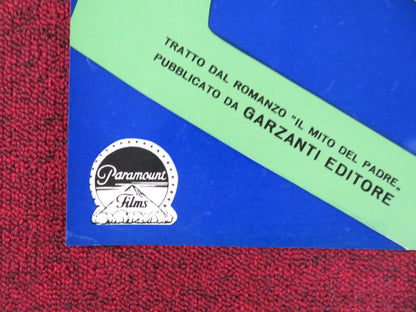 TRATTO DAL ROMANZO "IL MITO DEL PADRE„
PUBBLICATO DA GARZANTI EDITORE
Paramount
Films